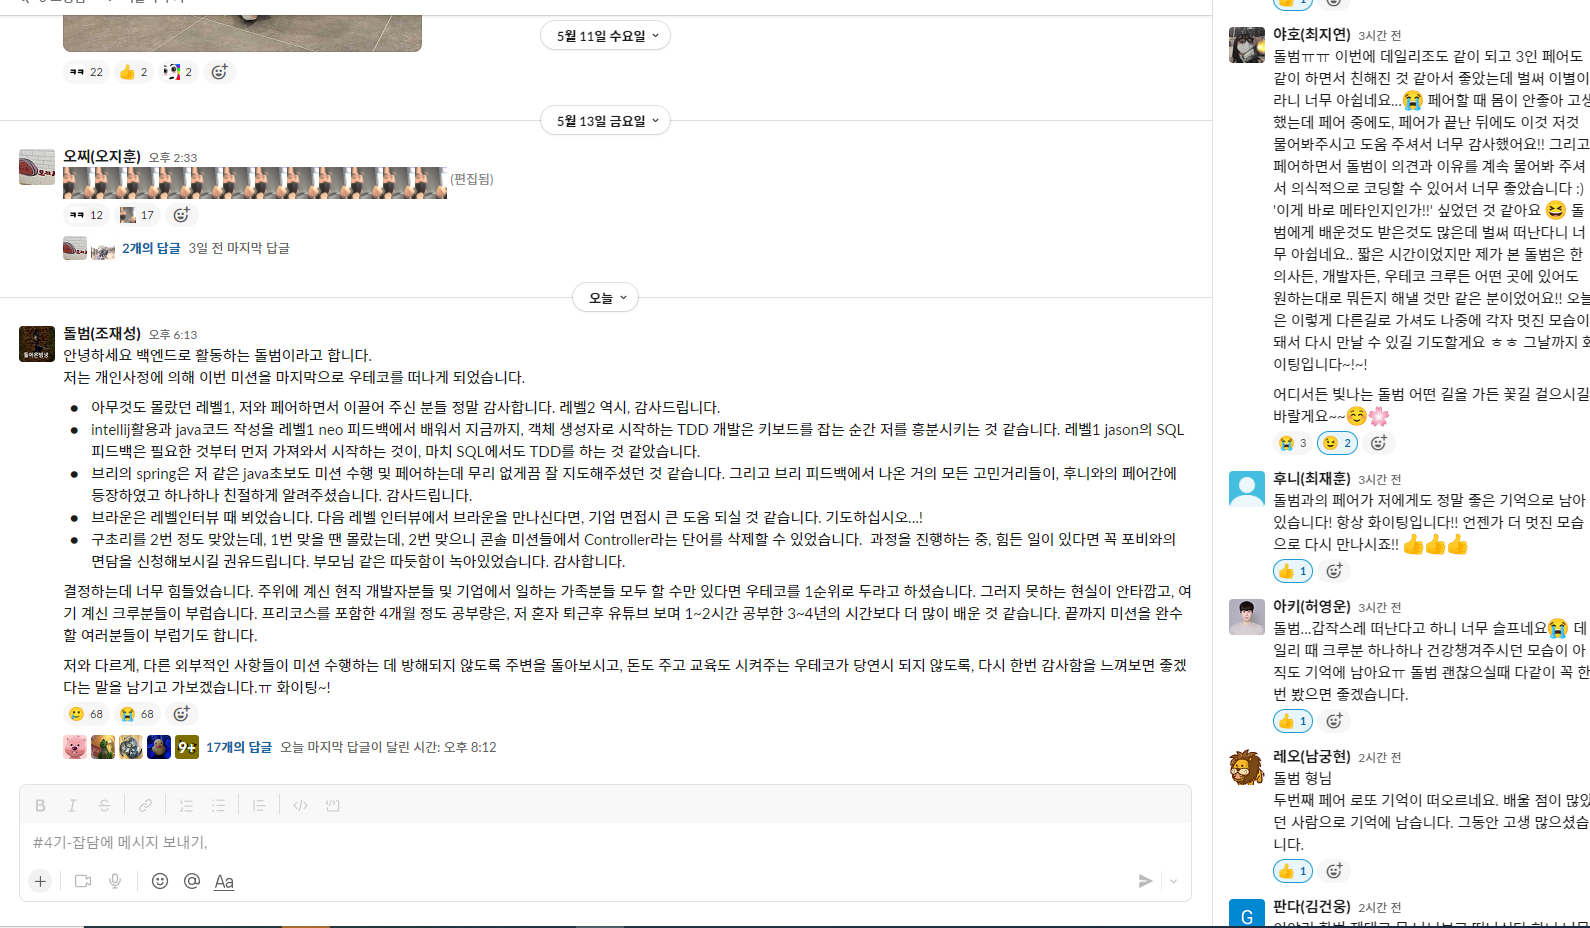 5월 11일 수요일
ㅋㅋ 22
2
2
5월 13일 금요일
오찌(오지훈) 오후 2:33
(편집됨)
ㅋㅋ 12
17
2개의 답글 3일 전 마지막 답글
오늘
돌범(조재성) 오후 6:13
안녕하세요 백엔드로 활동하는 돌범이라고 합니다.
저는 개인사정에 의해 이번 미션을 마지막으로 우테코를 떠나게 되었습니다.
● 아무것도 몰랐던 레벨1, 저와 페어하면서 이끌어 주신 분들 정말 감사합니다. 레벨2 역시, 감사드립니다.
● intellij활용과 java코드 작성을 레벨1 neo 피드백에서 배워서 지금까지, 객체 생성자로 시작하는 TDD 개발은 키보드를 잡는 순간 저를 흥분시키는 것 같습니다. 레벨1 jason의 SQL
피드백은 필요한 것부터 먼저 가져와서 시작하는 것이, 마치 SQL에서도 TDD를 하는 것 같았습니다.
● 브리의 spring은 저 같은 java초보도 미션 수행 및 페어하는데 무리 없게끔 잘 지도해주셨던 것 같습니다. 그리고 브리 피드백에서 나온 거의 모든 고민거리들이, 후니와의 페어간에
등장하였고 하나하나 친절하게 알려주셨습니다. 감사드립니다.
● 브라운은 레벨인터뷰 때 뵈었습니다. 다음 레벨 인터뷰에서 브라운을 만나신다면, 기업 면접시 큰 도움 되실 것 같습니다. 기도하십시오...!
● 구초리를 2번 정도 맞았는데, 1번 맞을 땐 몰랐는데, 2번 맞으니 콘솔 미션들에서 Controller라는 단어를 삭제할 수 있었습니다. 과정을 진행하는 중, 힘든 일이 있다면 꼭 포비와의
면담을 신청해보시길 권유드립니다. 부모님 같은 따듯함이 녹아있었습니다. 감사합니다.
결정하는데 너무 힘들었습니다. 주위에 계신 현직 개발자분들 및 기업에서 일하는 가족분들 모두 할 수만 있다면 우테코를 1순위로 두라고 하셨습니다. 그러지 못하는 현실이 안타깝고, 여
기 계신 크루분들이 부럽습니다. 프리코스를 포함한 4개월 정도 공부량은, 저 혼자 퇴근후 유튜브 보며 1~2시간 공부한 3~4년의 시간보다 더 많이 배운 것 같습니다. 끝까지 미션을 완수
할 여러분들이 부럽기도 합니다.
저와 다르게, 다른 외부적인 사항들이 미션 수행하는 데 방해되지 않도록 주변을 돌아보시고, 돈도 주고 교육도 시켜주는 우테코가 당연시 되지 않도록, 다시 한번 감사함을 느껴보면 좋겠
다는 말을 남기고 가보겠습니다.ㅠ 화이팅~!
68
68
9+ 17개의 답글 오늘 마지막 답글이 달린 시간: 오후 8:12
B I S
#4기-잡담에 메시지 보내기,
@ Aa
야호(최지연) 3시간 전
돌범ㅠㅠ 이번에 데일리조도 같이 되고 3인 페어도
같이 하면서 친해진 것 같아서 좋았는데 벌써 이별이
라니 너무 아쉽네요...😭 페어할 때 몸이 안좋아 고생
했는데 페어 중에도, 페어가 끝난 뒤에도 이것 저것
물어봐주시고 도움 주셔서 너무 감사했어요!! 그리고
페어하면서 돌범이 의견과 이유를 계속 물어봐 주셔
서 의식적으로 코딩할 수 있어서 너무 좋았습니다 :)
'이게 바로 메타인지인가!!' 싶었던 것 같아요 😆 돌
범에게 배운것도 받은것도 많은데 벌써 떠난다니 너
무 아쉽네요.. 짧은 시간이었지만 제가 본 돌범은 한
의사든, 개발자든, 우테코 크루든 어떤 곳에 있어도
원하는대로 뭐든지 해낼 것만 같은 분이었어요!! 오늘
은 이렇게 다른길로 가셔도 나중에 각자 멋진 모습이
돼서 다시 만날 수 있길 기도할게요 ㅎㅎ 그날까지 화
이팅입니다~!~!
어디서든 빛나는 돌범 어떤 길을 가든 꽃길 걸으시길
바랄게요~~😊🌸
3
2
후니(최재훈) 3시간 전
돌범과의 페어가 저에게도 정말 좋은 기억으로 남아
있습니다! 항상 화이팅입니다!! 언젠가 더 멋진 모습
으로 다시 만나시죠!! 👍👍👍
1
아키(허영운) 3시간 전
돌범...갑작스레 떠난다고 하니 너무 슬프네요😭 데
일리 때 크루분 하나하나 건강챙겨주시던 모습이 아
직도 기억에 남아요ㅠ 돌범 괜찮으실때 다같이 꼭 한
번 봤으면 좋겠습니다.
1
레오(남궁현) 2시간 전
돌범 형님
두번째 페어 로또 기억이 떠오르네요. 배울 점이 많았
던 사람으로 기억에 남습니다. 그동안 고생 많으셨습
니다.
1
G
판다(김건웅) 2시간 전